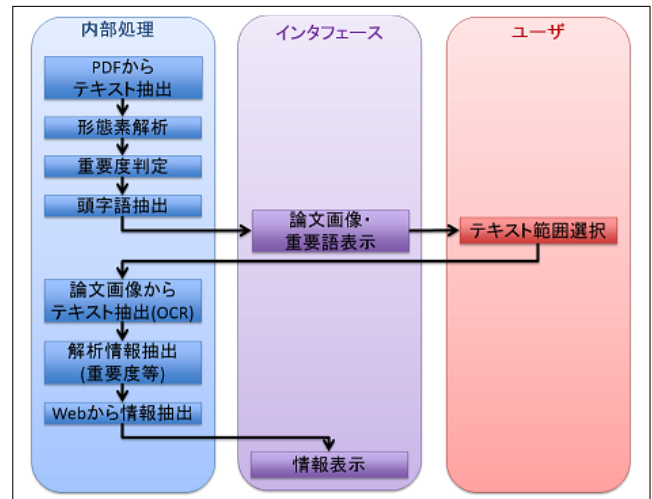 内部処理
インタフェース
ユーザ
PDFから
テキスト抽出
形態素解析
重要度判定
頭字語抽出
論文画像・
重要語表示
テキスト範囲選択
論文画像から
テキスト抽出(OCR)
解析情報抽出
(重要度等)
Webから情報抽出
情報表示